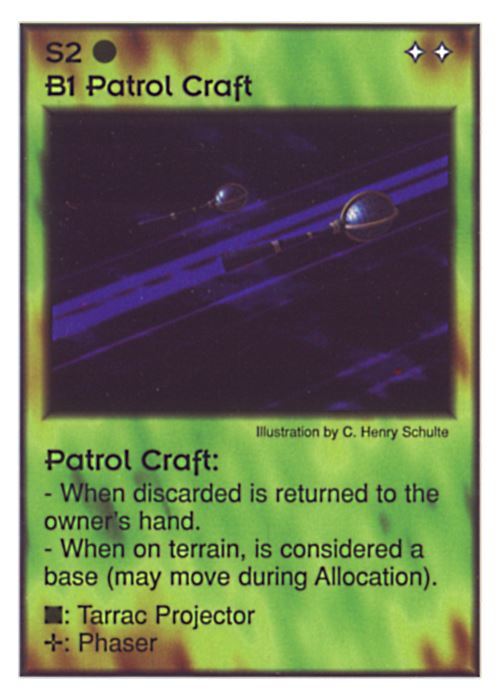 S2
B1 Patrol Craft
Illustration by C. Henry Schulte
Patrol Craft:
- When discarded is returned to the
owner's hand.
- When on terrain, is considered a
base (may move during Allocation).
■: Tarrac Projector
✛: Phaser